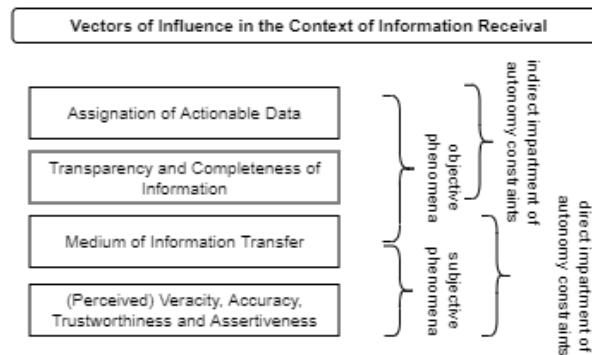 Vectors of Influence in the Context of Information Receival
Assignation of Actionable Data
Transparency and Completeness of
Information
Medium of Information Transfer
(Perceived) Veracity, Accuracy,
Trustworthiness and Assertiveness
objective
phenomena
subjective
phenomena
indirect impartment of
autonomy constraints
direct impartment of
autonomy constraints